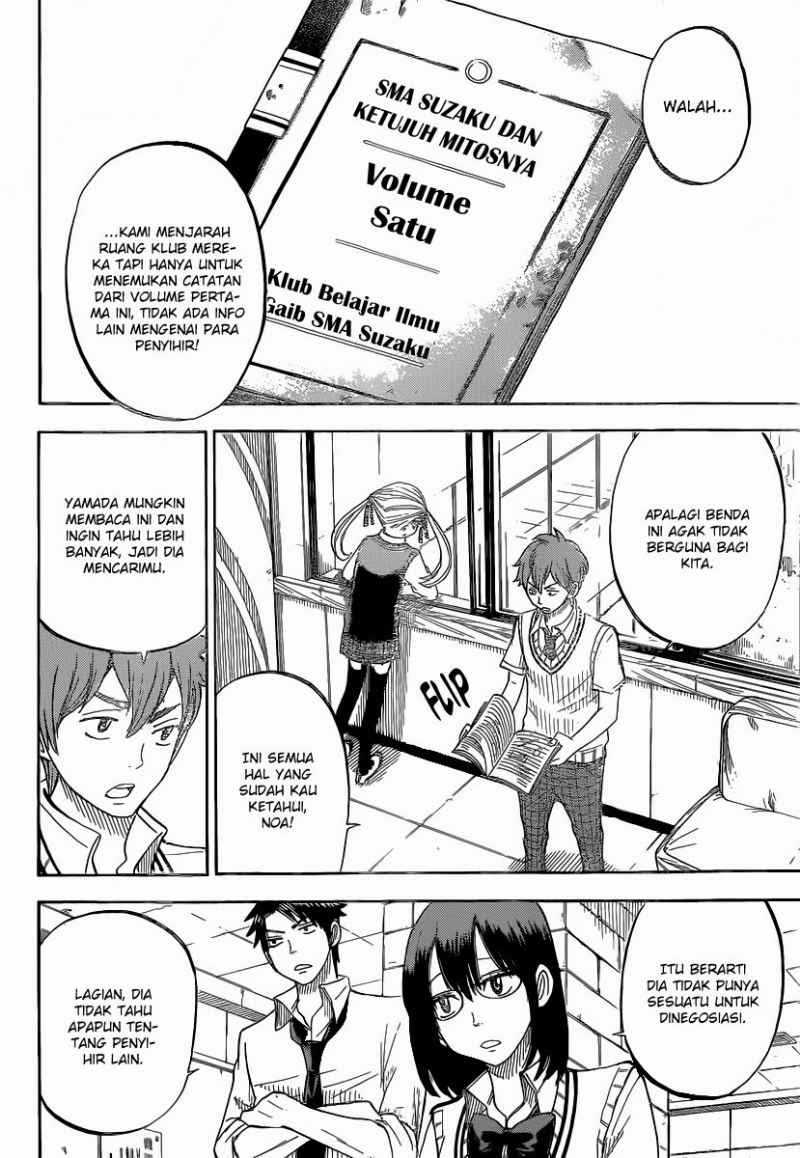 WALAH...
SMA SUZAKU DAN
KETUJUH MITOSNYA
Volume
Satu
Klub Belajar Ilmu
Gaib SMA Suzaku
...KAMI MENJARAH
RUANG KLUB MERE-
KA TAPI HANYA UNTUK
MENEMUKAN CATATAN
DARI VOLUME PERTA-
MA INI, TIDAK ADA INFO
LAIN MENGENAI PARA
PENYIHIR!
APALAGI BENDA
INI AGAK TIDAK
BERGUNA BAGI
KITA.
FLIP
INI SEMUA
HAL YANG
SUDAH KAU
KETAHUI,
NOA!
YAMADA MUNGKIN
MEMBACA INI DAN
INGIN TAHU LEBIH
BANYAK, JADI DIA
MENCARIMU.
ITU BERARTI
DIA TIDAK PUNYA
SESUATU UNTUK
DINEGOSIASI.
LAGIAN, DIA
TIDAK TAHU
APAPUN TEN-
TANG PENYI-
HIR LAIN.